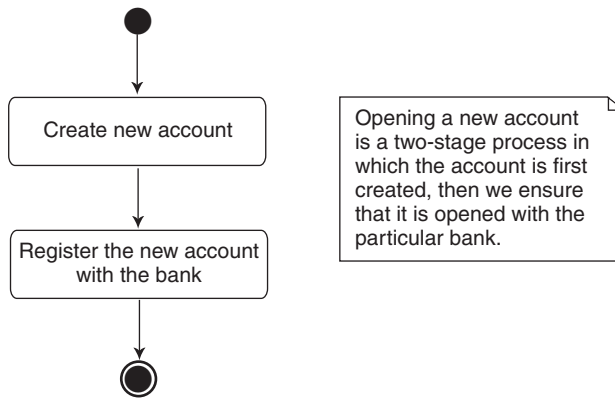 Create new account
Register the new account
with the bank
Opening a new account
is a two-stage process in
which the account is first
created, then we ensure
that it is opened with the
particular bank.